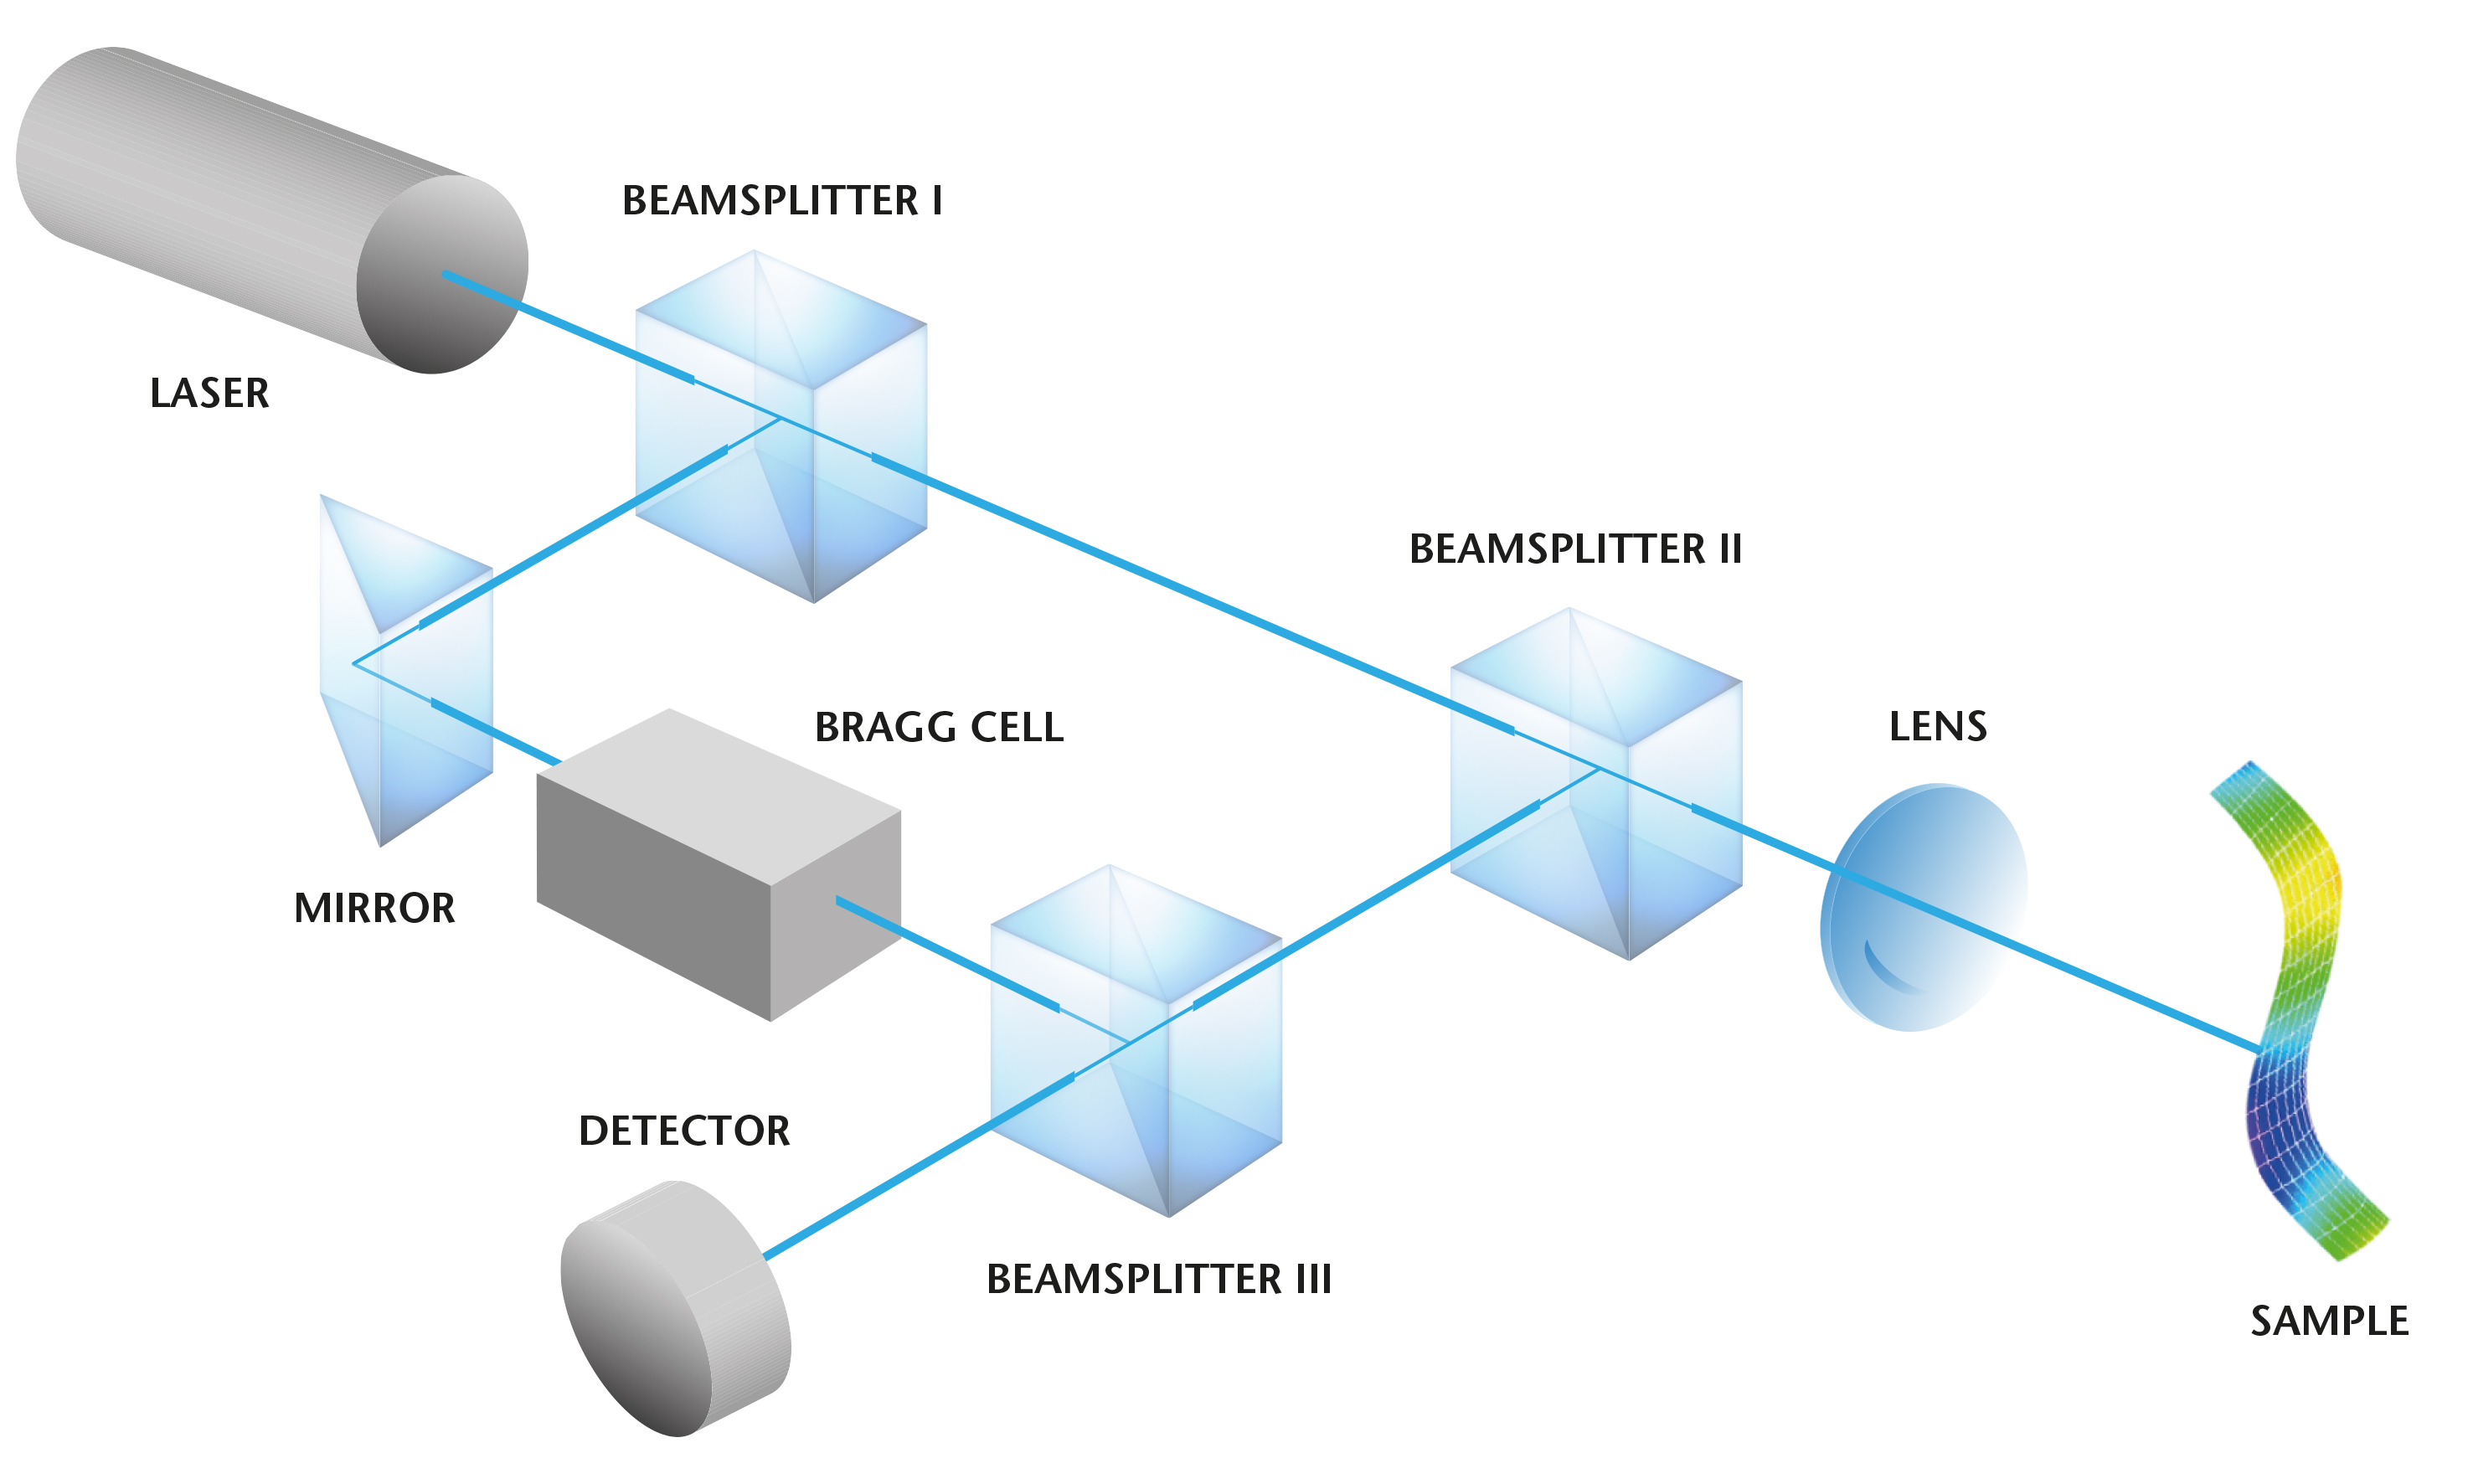 BEAMSPLITTER I
LASER
BEAMSPLITTER II
BRAGG CELL
LENS
MIRROR
DETECTOR
BEAMSPLITTER III
SAMPLE